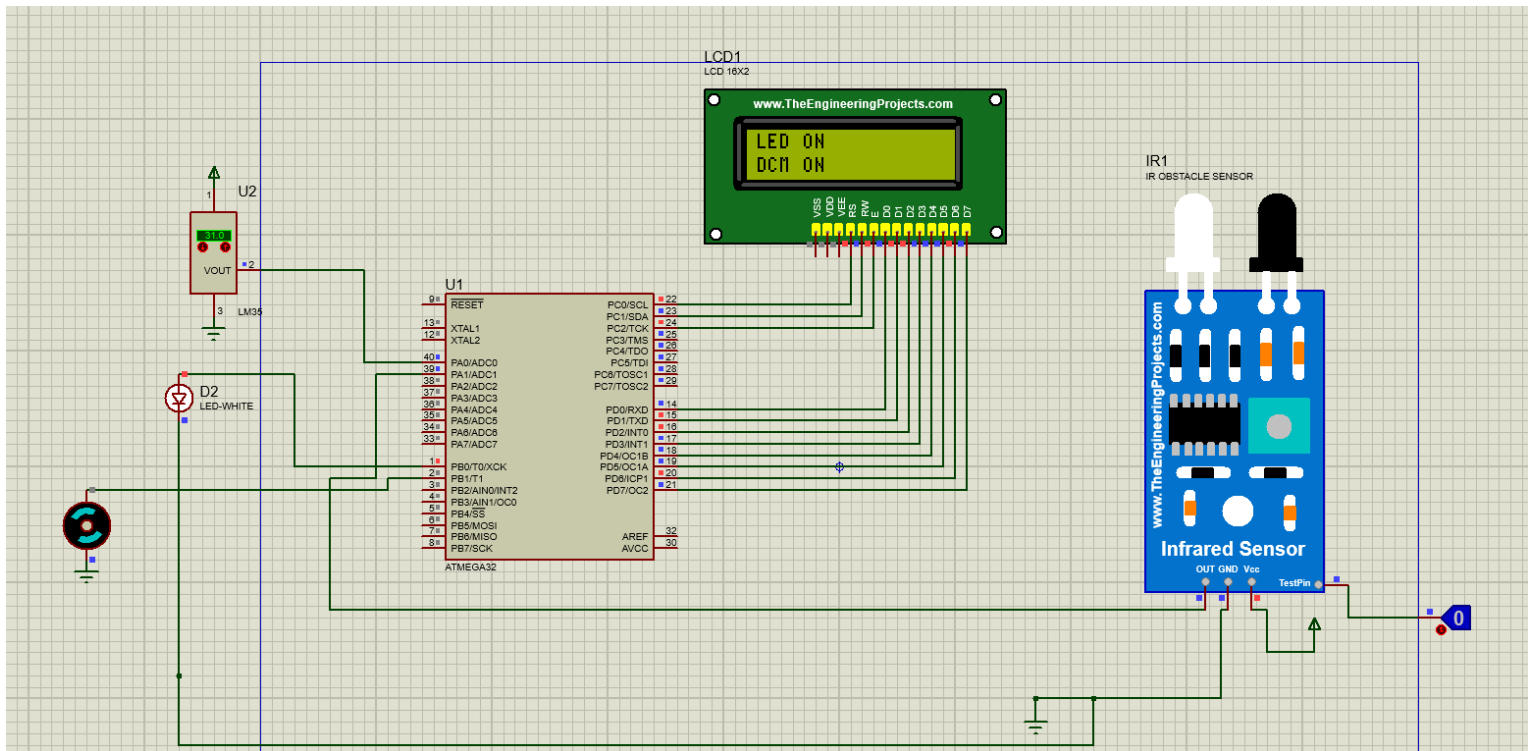 LCD1
LCD 16X2
www.TheEngineeringProjects.com
LED ON
DCM ON
VSS
VDD
VEE
RS
RW
E
D0
D1
D2
D3
D4
D5
D6
D7
IR1
IR OBSTACLE SENSOR
www.TheEngineeringProjects.com
Infrared Sensor
OUT GND Vcc
TestPin
0
U2
1
31.0
VOUT
2
3
LM35
D2
LED-WHITE
U1
9 RESET
13 XTAL1
12 XTAL2
40 PA0/ADC0
39 PA1/ADC1
38 PA2/ADC2
37 PA3/ADC3
36 PA4/ADC4
35 PA5/ADC5
34 PA6/ADC6
33 PA7/ADC7
1 PB0/T0/XCK
2 PB1/T1
3 PB2/AIN0/INT2
4 PB3/AIN1/OC0
5 PB4/SS
6 PB5/MOSI
7 PB6/MISO
8 PB7/SCK
PC0/SCL 22
PC1/SDA 23
PC2/TCK 24
PC3/TMS 25
PC4/TDO 26
PC5/TDI 27
PC6/TOSC1 28
PC7/TOSC2 29
PD0/RXD 14
PD1/TXD 15
PD2/INT0 16
PD3/INT1 17
PD4/OC1B 18
PD5/OC1A 19
PD6/ICP1 20
PD7/OC2 21
AREF 32
AVCC 30
ATMEGA32